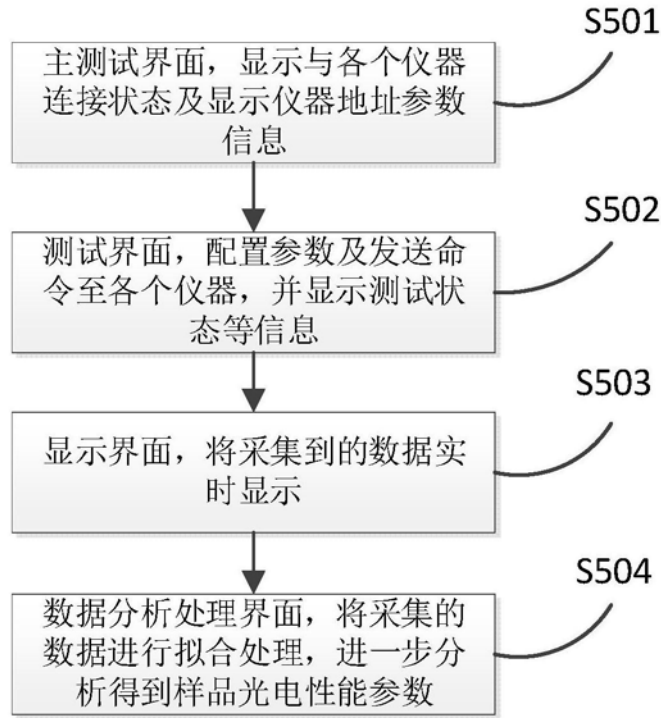 S501
主测试界面，显示与各个仪器
连接状态及显示仪器地址参数
信息
S502
测试界面，配置参数及发送命
令至各个仪器，并显示测试状
态等信息
S503
显示界面，将采集到的数据实
时显示
S504
数据分析处理界面，将采集的
数据进行拟合处理，进一步分
析得到样品光电性能参数